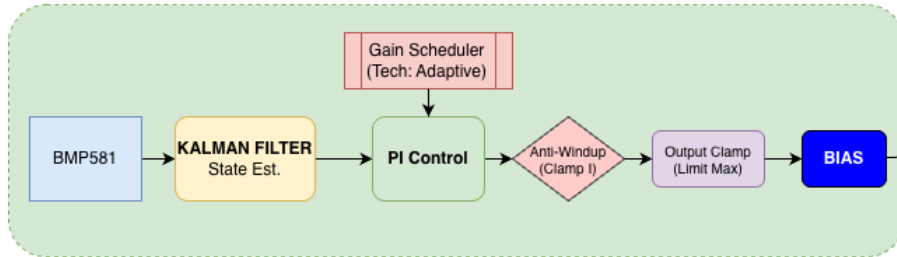 Gain Scheduler
(Tech: Adaptive)
BMP581
KALMAN FILTER
State Est.
PI Control
Anti-Windup
(Clamp I)
Output Clamp
(Limit Max)
BIAS